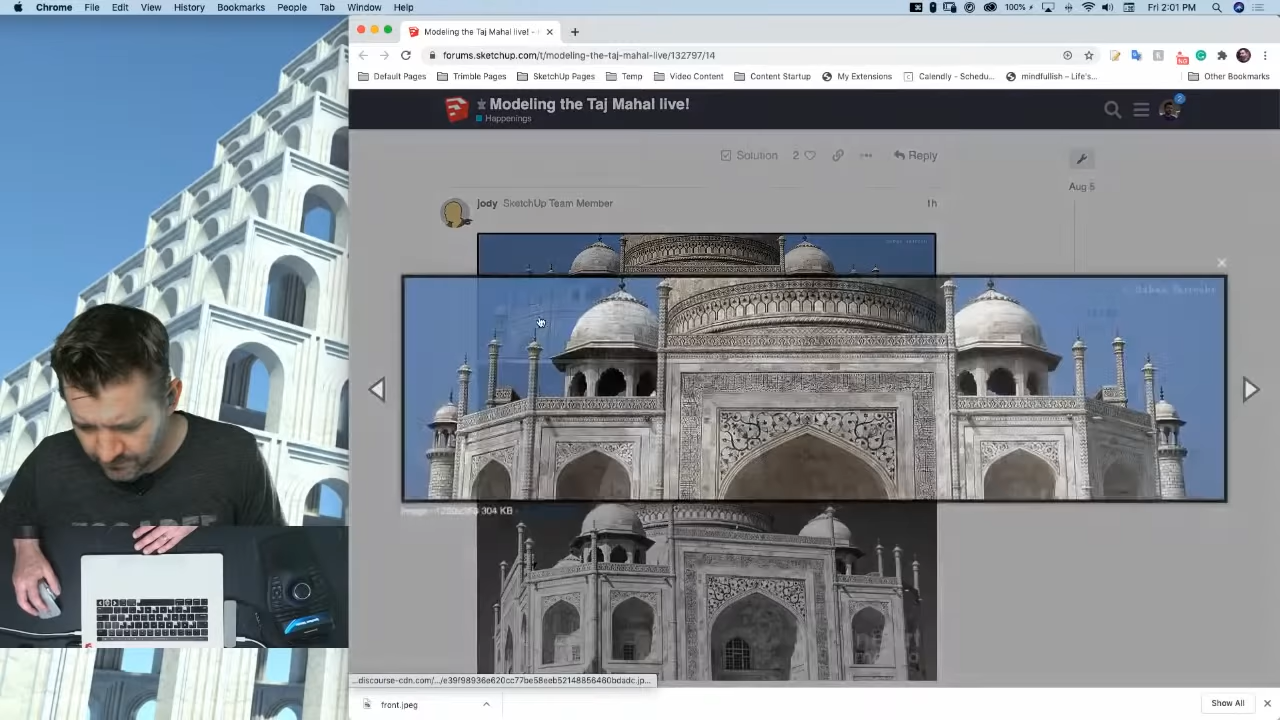 Chrome File Edit View History Bookmarks People Tab Window Help
100% Fri 2:01 PM
Modeling the Taj Mahal live! -
forums.sketchup.com/t/modeling-the-taj-mahal-live/132797/14
Default Pages Trimble Pages SketchUp Pages Temp Video Content Content Startup My Extensions Calendly - Schedu... mindfullish – Life's... Other Bookmarks
Modeling the Taj Mahal live!
Happenings
2
Solution 2 Reply
Aug 5
jody SketchUp Team Member 1h
304 KB
...discourse-cdn.com/.../e39f98936e620cc77be58eeb52148856460bdadc.jp...
front.jpeg
Show All